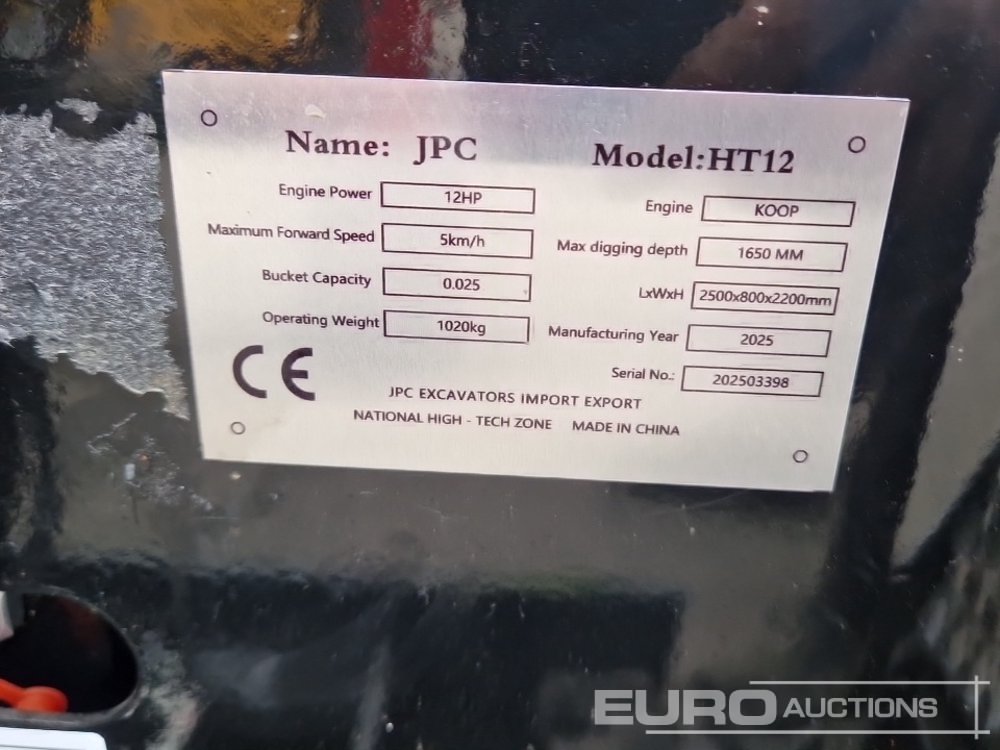 Name: JPC Model:HT12
Engine Power 12HP Engine KOOP
Maximum Forward Speed 5km/h Max digging depth 1650 MM
Bucket Capacity 0.025 LxWxH 2500x800x2200mm
Operating Weight 1020kg Manufacturing Year 2025
Serial No.: 202503398
CE
JPC EXCAVATORS IMPORT EXPORT
NATIONAL HIGH - TECH ZONE MADE IN CHINA
EURO AUCTIONS